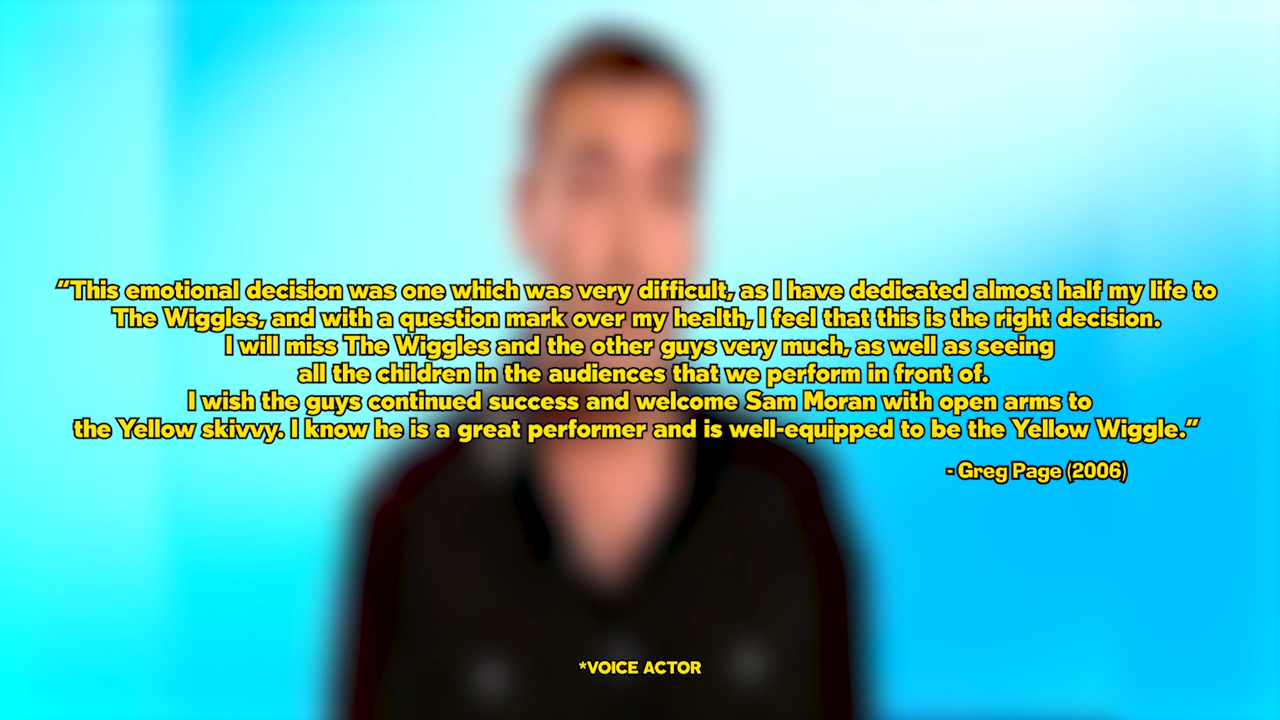 “This emotional decision was one which was very difficult, as I have dedicated almost half my life to
The Wiggles, and with a question mark over my health, I feel that this is the right decision.
I will miss The Wiggles and the other guys very much, as well as seeing
all the children in the audiences that we perform in front of.
I wish the guys continued success and welcome Sam Moran with open arms to
the Yellow skivvy. I know he is a great performer and is well-equipped to be the Yellow Wiggle.”
- Greg Page (2006)
*VOICE ACTOR